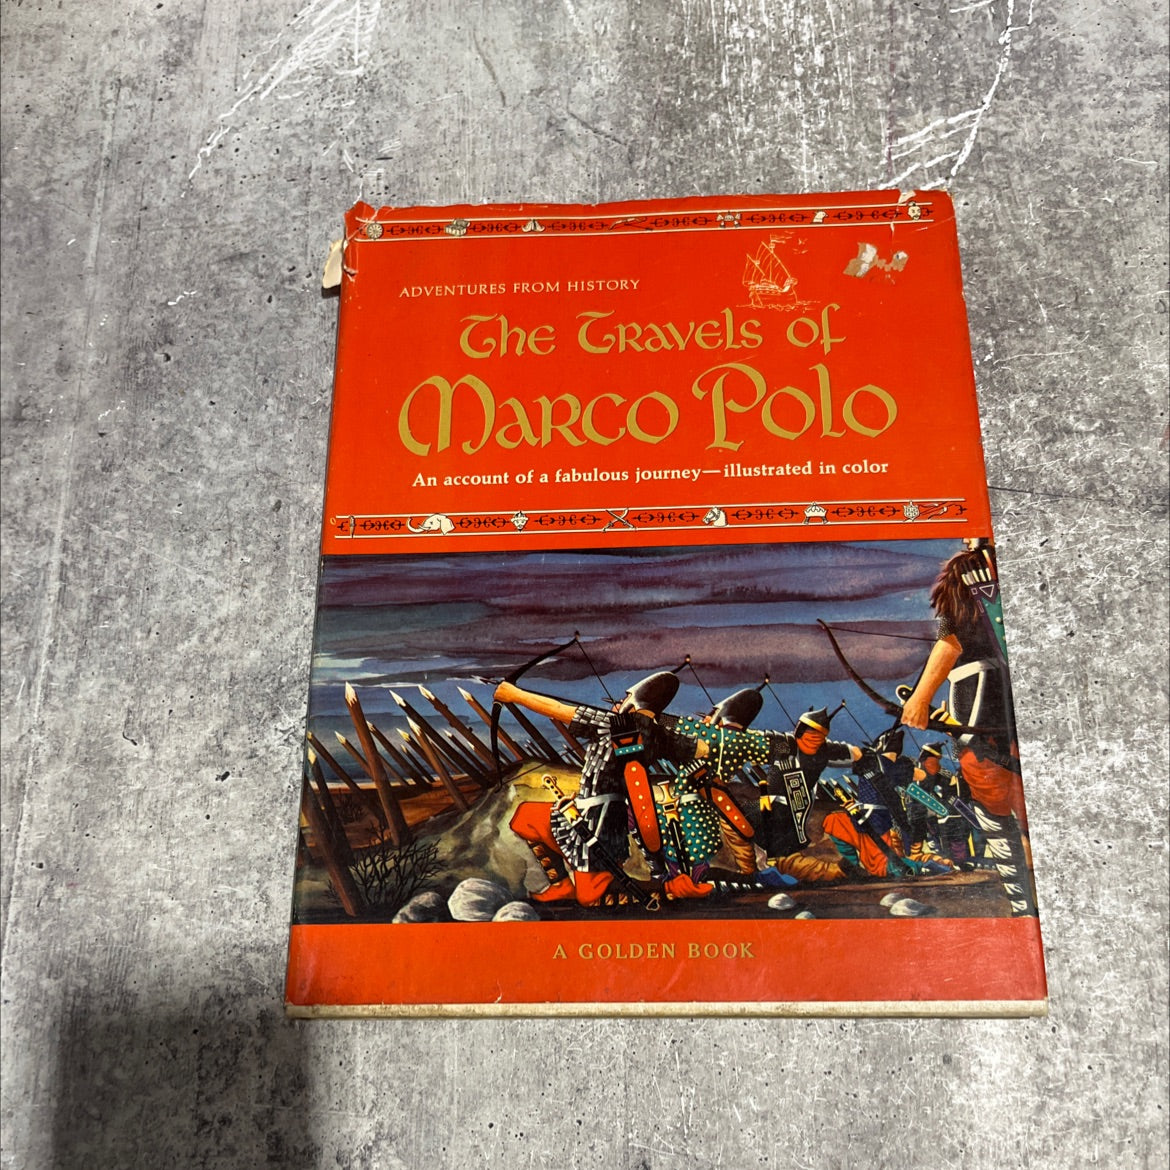 ADVENTURES FROM HISTORY
The Travels of
Marco Polo
An account of a fabulous journey—illustrated in color
A GOLDEN BOOK